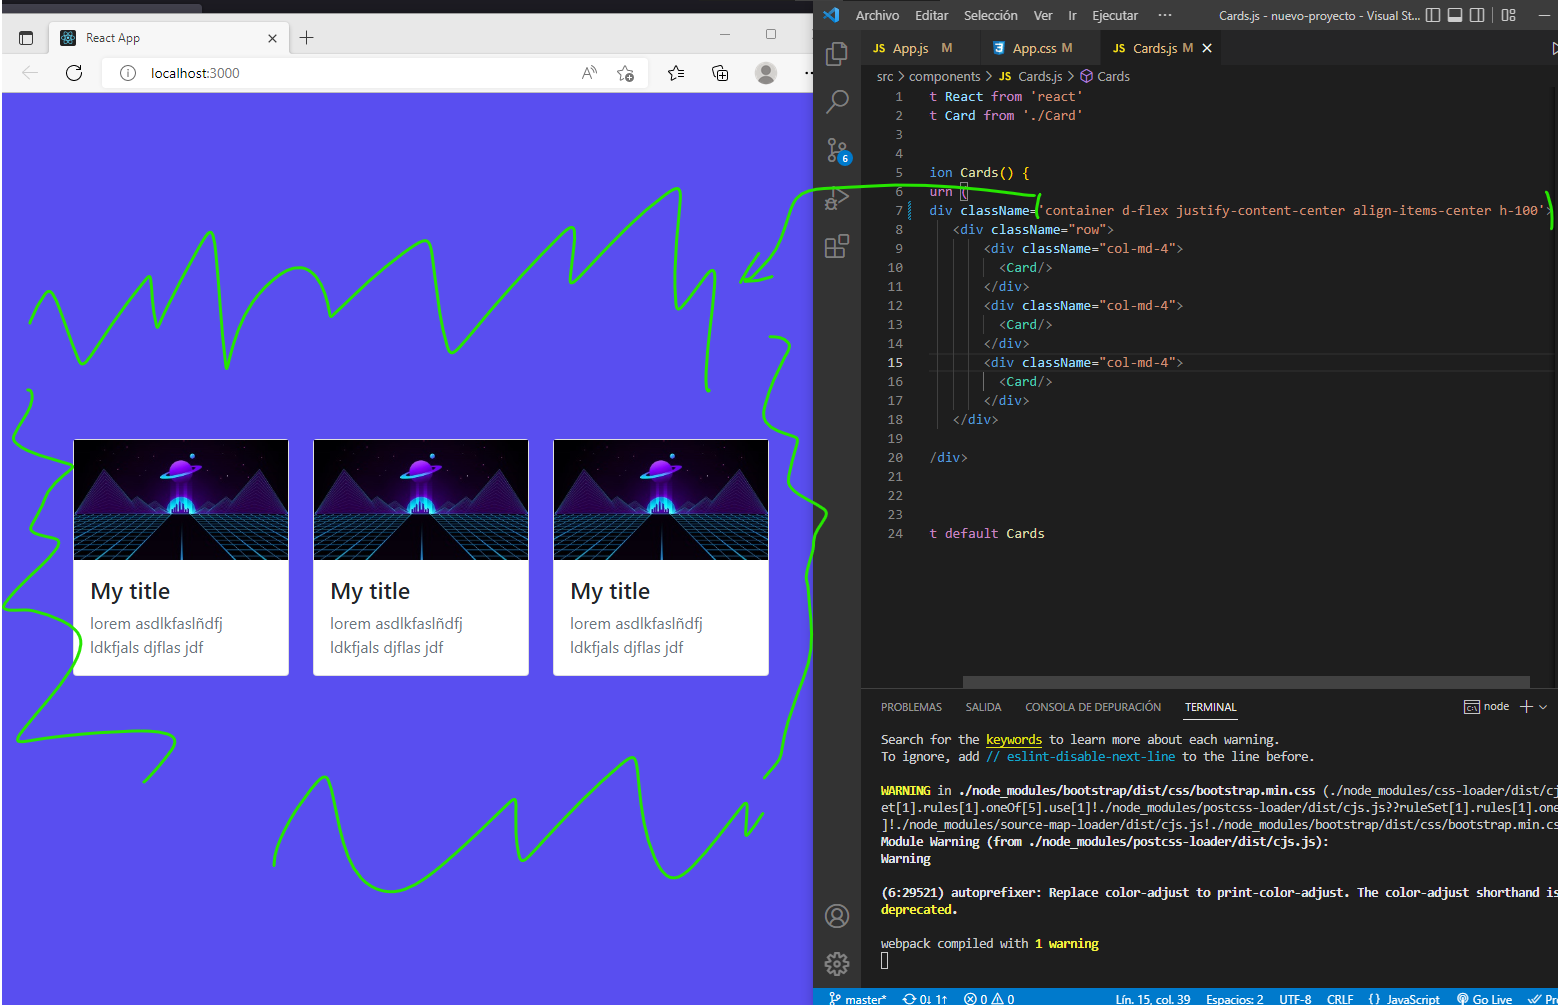 React App
localhost:3000
My title
lorem asdlkfaslñdfj
ldkfjals djflas jdf
My title
lorem asdlkfaslñdfj
ldkfjals djflas jdf
My title
lorem asdlkfaslñdfj
ldkfjals djflas jdf
Archivo Editar Selección Ver Ir Ejecutar ··· Cards.js - nuevo-proyecto - Visual St...
JS App.js M App.css M JS Cards.js M
src > components > JS Cards.js > Cards
6
1 t React from 'react'
2 t Card from './Card'
3
4
5 ion Cards() {
6 urn (
7 div className='container d-flex justify-content-center align-items-center h-100'>
8 <div className="row">
9 <div className="col-md-4">
10 <Card/>
11 </div>
12 <div className="col-md-4">
13 <Card/>
14 </div>
15 <div className="col-md-4">
16 <Card/>
17 </div>
18 </div>
19
20 /div>
21
22
23
24 t default Cards
PROBLEMAS SALIDA CONSOLA DE DEPURACIÓN TERMINAL node
Search for the keywords to learn more about each warning.
To ignore, add // eslint-disable-next-line to the line before.
WARNING in ./node_modules/bootstrap/dist/css/bootstrap.min.css (./node_modules/css-loader/dist/cj
et[1].rules[1].oneOf[5].use[1]!./node_modules/postcss-loader/dist/cjs.js??ruleSet[1].rules[1].one
]!./node_modules/source-map-loader/dist/cjs.js!./node_modules/bootstrap/dist/css/bootstrap.min.cs
Module Warning (from ./node_modules/postcss-loader/dist/cjs.js):
Warning
(6:29521) autoprefixer: Replace color-adjust to print-color-adjust. The color-adjust shorthand is
deprecated.
webpack compiled with 1 warning
master* 0↓ 1↑ 0 0 Lín. 15, col. 39 Espacios: 2 UTF-8 CRLF {} JavaScript Go Live Pr